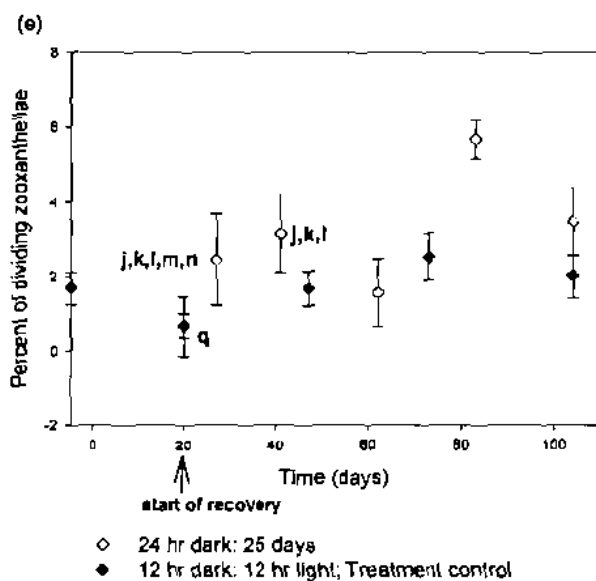 (e)
8
6
4
2
0
-2
Percent of dividing zooxanthellae
j,k,l,m,n
j,k,l
q
0 20 40 60 80 100
Time (days)
start of recovery
24 hr dark: 25 days
12 hr dark: 12 hr light; Treatment control